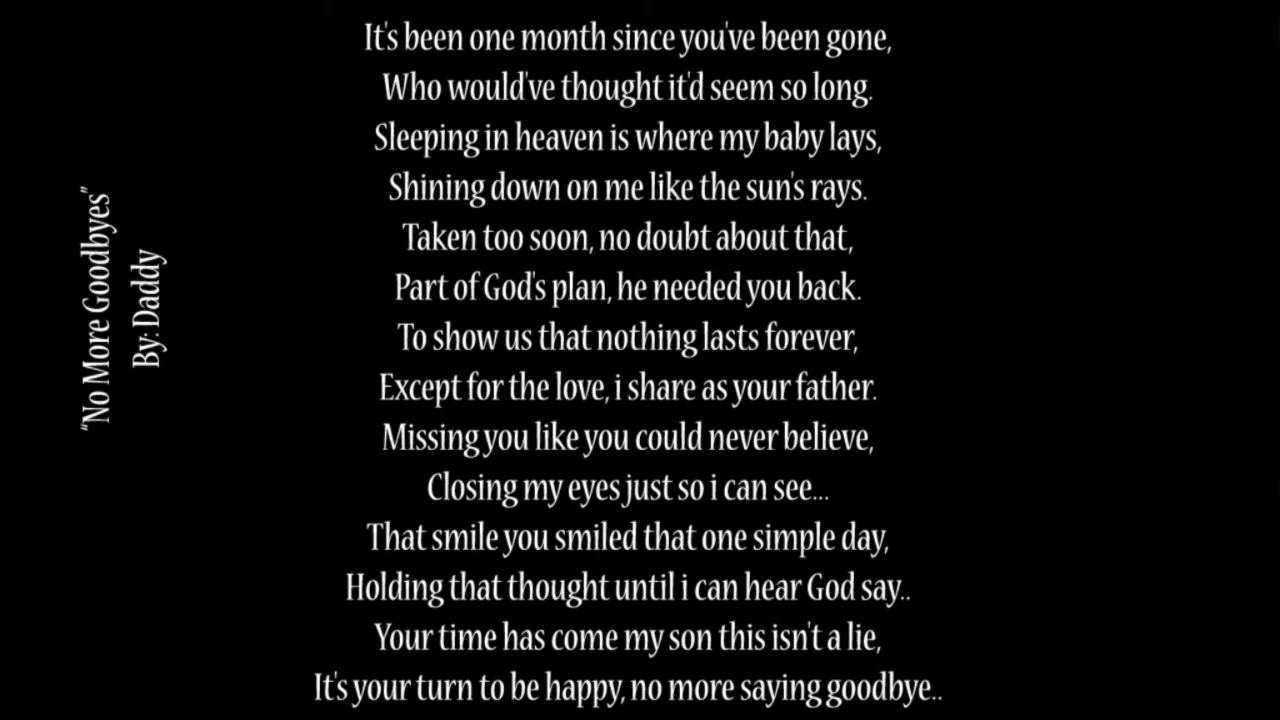 "No More Goodbyes"
By: Daddy
It's been one month since you've been gone,
Who would've thought it'd seem so long.
Sleeping in heaven is where my baby lays,
Shining down on me like the sun's rays.
Taken too soon, no doubt about that,
Part of God's plan, he needed you back.
To show us that nothing lasts forever,
Except for the love, i share as your father.
Missing you like you could never believe,
Closing my eyes just so i can see...
That smile you smiled that one simple day,
Holding that thought until i can hear God say..
Your time has come my son this isn't a lie,
It's your turn to be happy, no more saying goodbye..